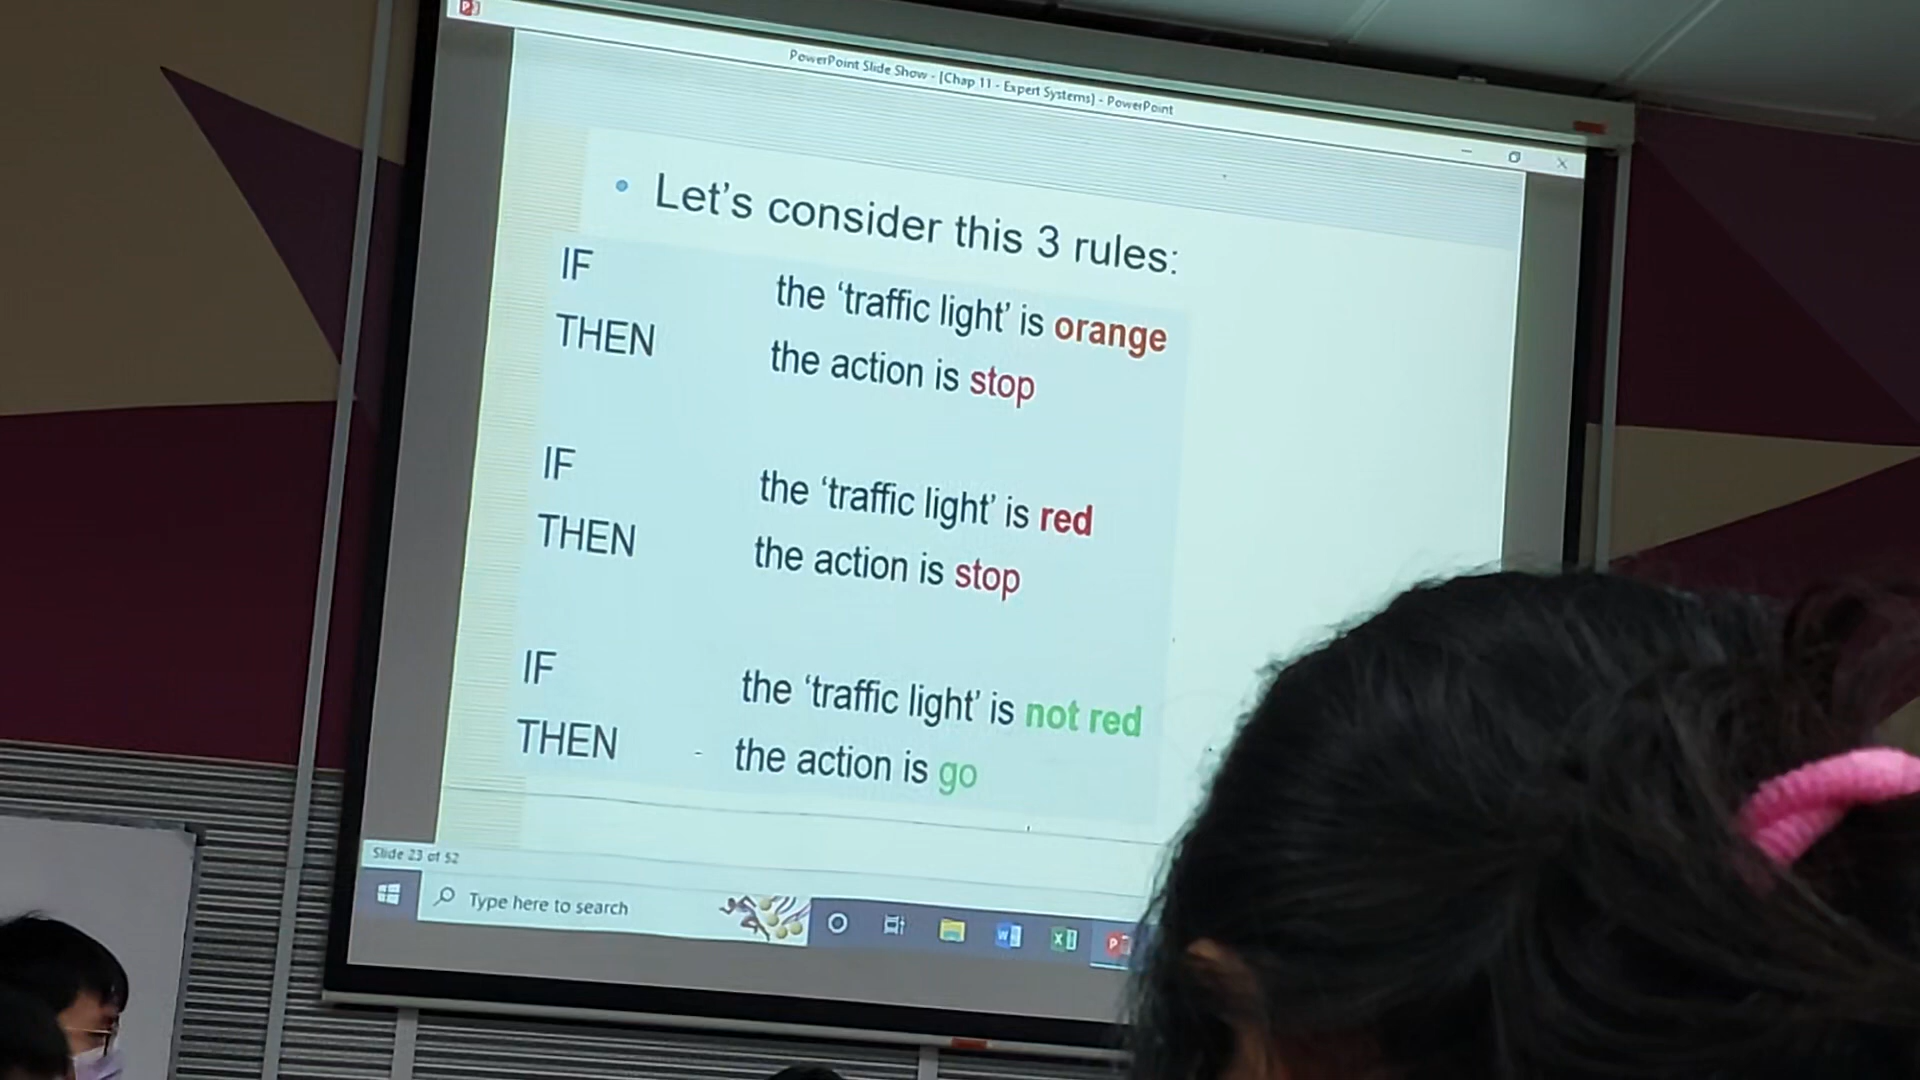 PowerPoint Slide Show - [Chap 11 - Expert Systems] - PowerPoint
• Let's consider this 3 rules:
IF the ‘traffic light’ is orange
THEN the action is stop
IF the ‘traffic light’ is red
THEN the action is stop
IF the ‘traffic light’ is not red
THEN - the action is go
Slide 23 of 52
Type here to search